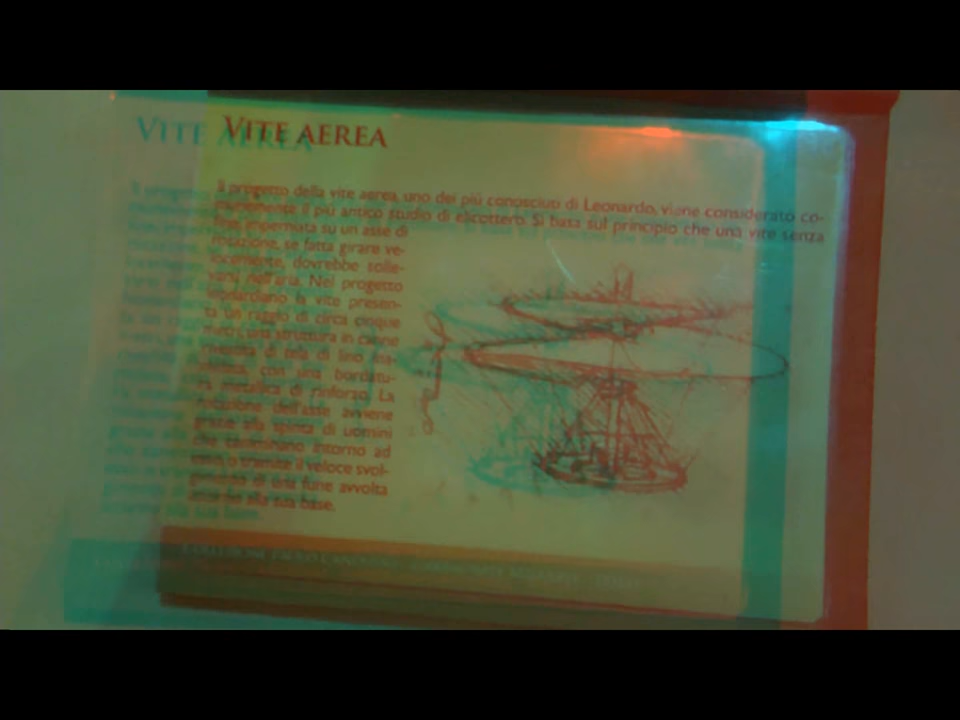 VITE AEREA
Il progetto della vite aerea, uno dei più conosciuti di Leonardo, viene considerato co-
munemente il più antico studio di elicottero. Si basa sul principio che una vite senza
fine, imperniata su un asse di
rotazione, se fatta girare ve-
locemente, dovrebbe solle-
varsi nell'aria. Nel progetto
leonardiano la vite presen-
ta un raggio di circa cinque
metri, una struttura in canne
rivestita di tela di lino ina-
midata, con una bordatu-
ra metallica di rinforzo. La
rotazione dell'asse avviene
grazie alla spinta di uomini
che camminano intorno ad
esso, o tramite il veloce svol-
gimento di una fune avvolta
intorno alla sua base.